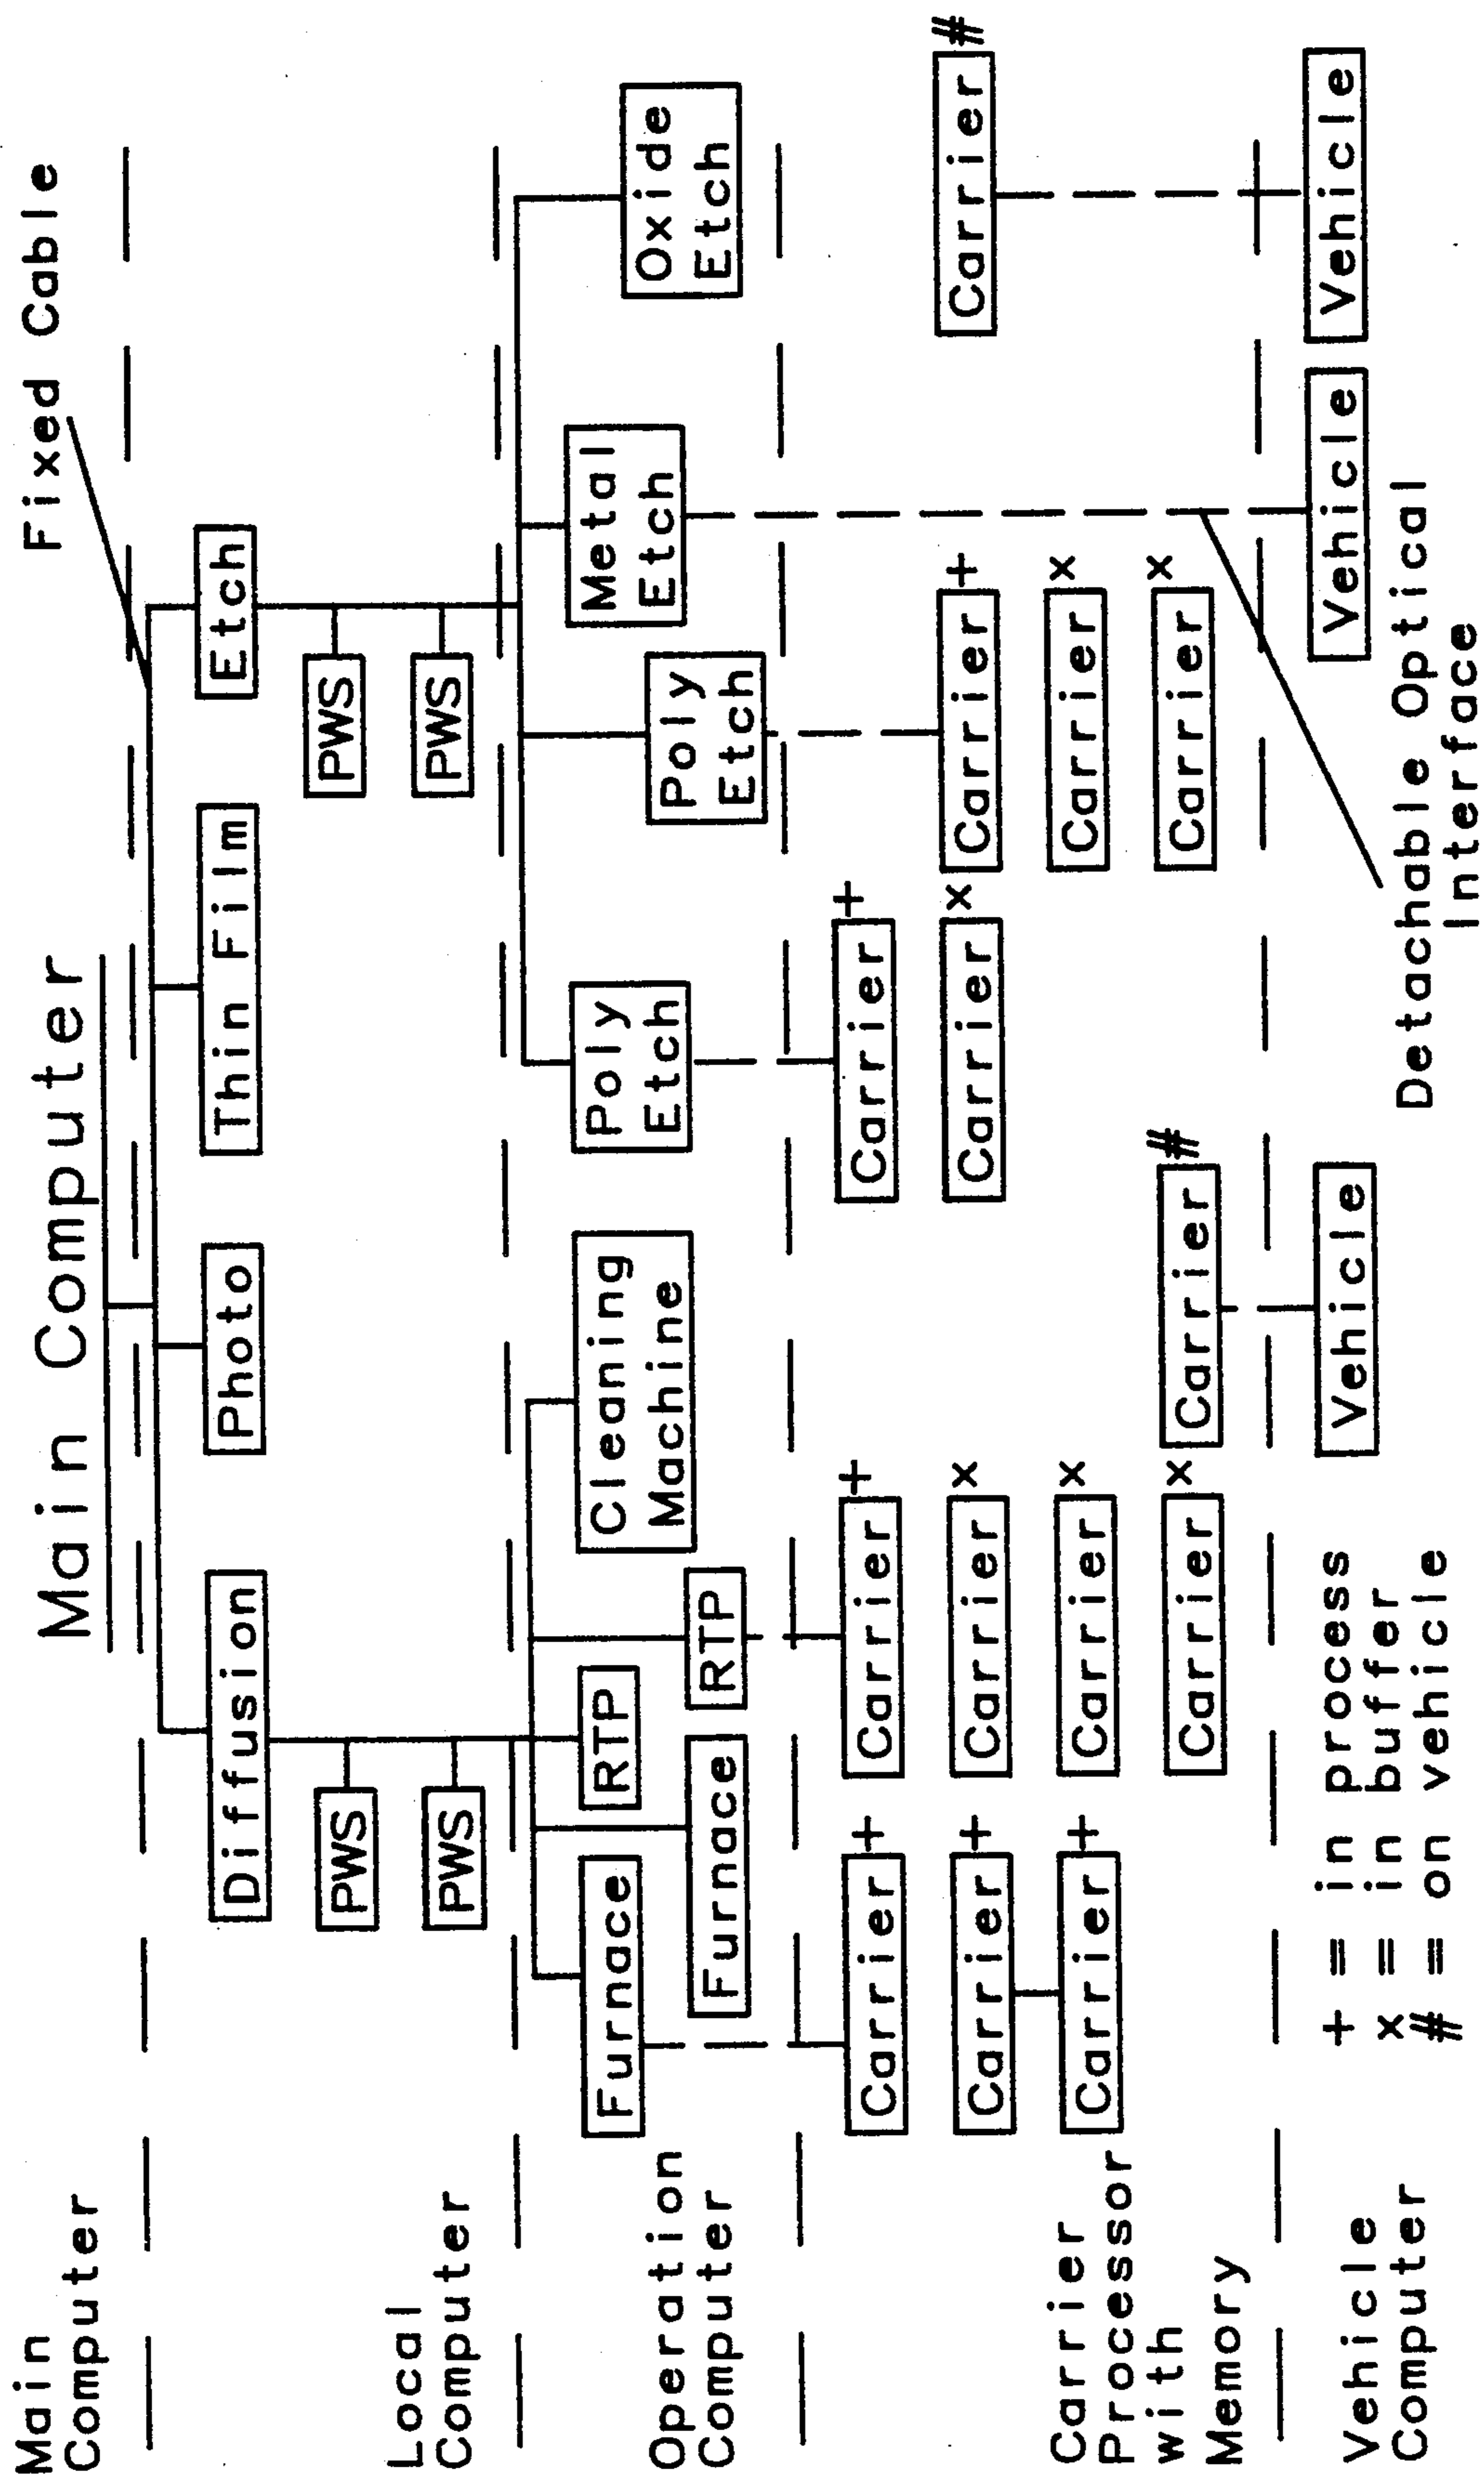 Main
Computer
Main Computer
Fixed Cable
Diffusion
Photo
Thin Film
Etch
PWS
PWS
PWS
PWS
Local
Computer
Operation
Computer
Furnace
Furnace
RTP
RTP
Cleaning
Machine
Poly
Etch
Poly
Etch
Metal
Etch
Oxide
Etch
Carrier
Processor
with
Memory
Carrier +
Carrier +
Carrier +
Carrier +
Carrier x
Carrier x
Carrier x
Carrier #
Carrier +
Carrier x
Carrier +
Carrier x
Carrier x
Carrier #
Vehicle
Computer
+ = in process
x = in buffer
# = on vehicle
Vehicle
Vehicle
Vehicle
Detachable Optical
Interface